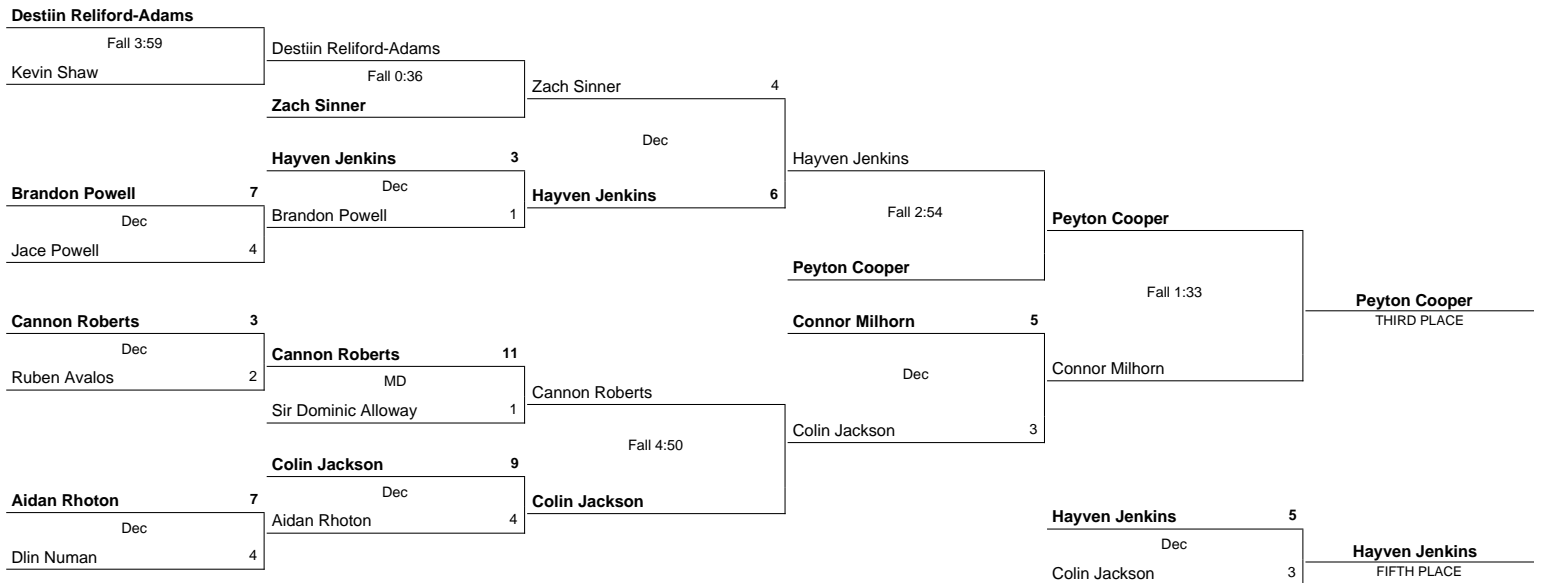 Destiin Reliford-Adams
Fall 3:59
Kevin Shaw
Destiin Reliford-Adams
Fall 0:36
Zach Sinner
Zach Sinner 4
Dec
Hayven Jenkins 6
Hayven Jenkins 3
Dec
Brandon Powell 1
Brandon Powell 7
Dec
Jace Powell 4
Hayven Jenkins
Fall 2:54
Peyton Cooper
Peyton Cooper
Fall 1:33
Connor Milhorn
Peyton Cooper
THIRD PLACE
Cannon Roberts 3
Dec
Ruben Avalos 2
Cannon Roberts 11
MD
Sir Dominic Alloway 1
Cannon Roberts
Fall 4:50
Colin Jackson
Connor Milhorn 5
Dec
Colin Jackson 3
Colin Jackson 9
Dec
Aidan Rhoton 4
Aidan Rhoton 7
Dec
Dlin Numan 4
Hayven Jenkins 5
Dec
Colin Jackson 3
Hayven Jenkins
FIFTH PLACE